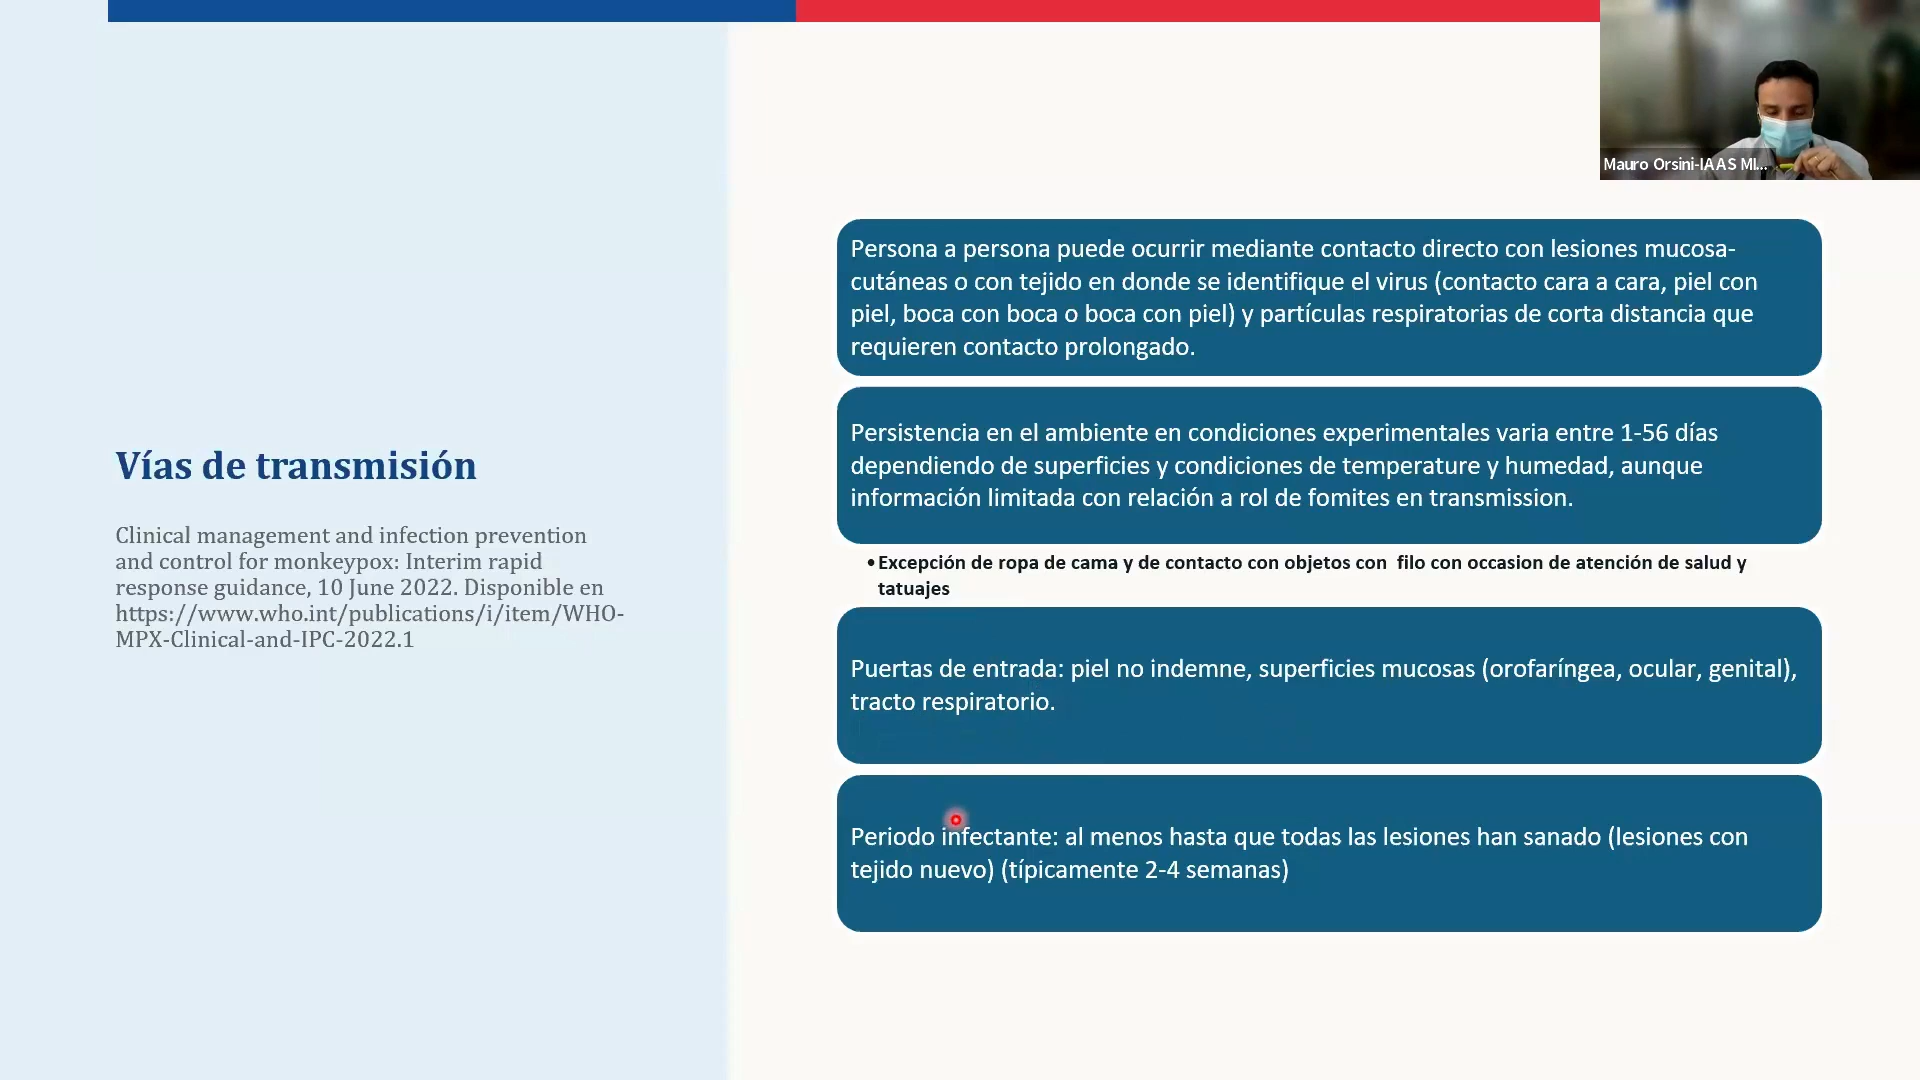 Mauro Orsini-IAAS MI...
Vías de transmisión
Clinical management and infection prevention
and control for monkeypox: Interim rapid
response guidance, 10 June 2022. Disponible en
https://www.who.int/publications/i/item/WHO-
MPX-Clinical-and-IPC-2022.1
Persona a persona puede ocurrir mediante contacto directo con lesiones mucosa-
cutáneas o con tejido en donde se identifique el virus (contacto cara a cara, piel con
piel, boca con boca o boca con piel) y partículas respiratorias de corta distancia que
requieren contacto prolongado.
Persistencia en el ambiente en condiciones experimentales varia entre 1-56 días
dependiendo de superficies y condiciones de temperature y humedad, aunque
información limitada con relación a rol de fomites en transmission.
•Excepción de ropa de cama y de contacto con objetos con filo con occasion de atención de salud y
tatuajes
Puertas de entrada: piel no indemne, superficies mucosas (orofaríngea, ocular, genital),
tracto respiratorio.
Periodo infectante: al menos hasta que todas las lesiones han sanado (lesiones con
tejido nuevo) (típicamente 2-4 semanas)